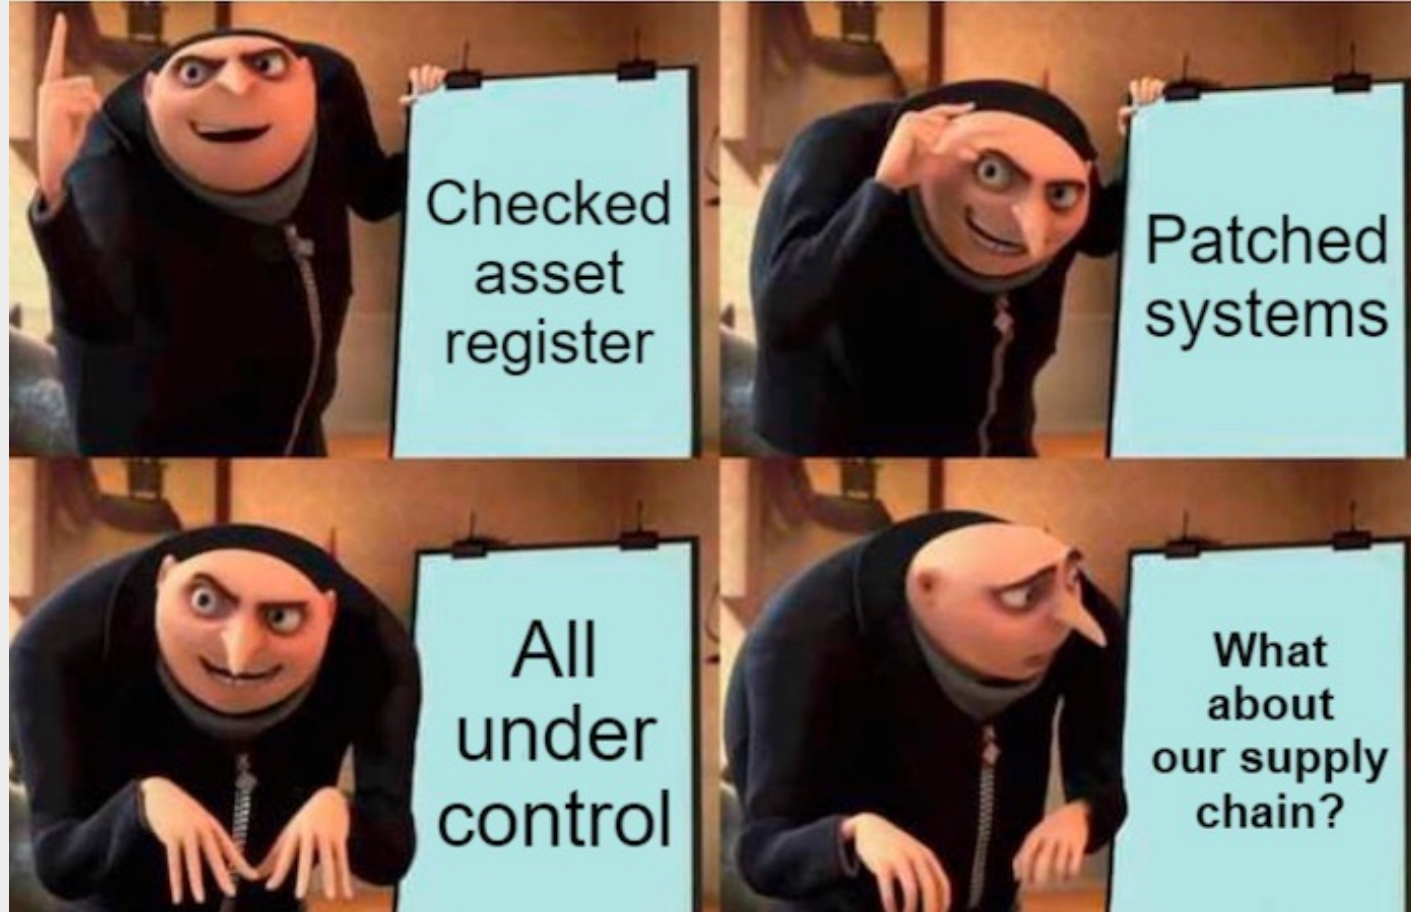 Checked
asset
register
Patched
systems
All
under
control
What
about
our supply
chain?